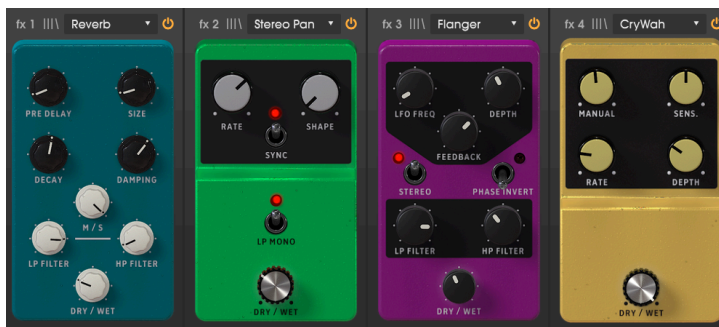 fx 1 Reverb
PRE DELAY SIZE
DECAY DAMPING
M / S
LP FILTER HP FILTER
DRY / WET
fx 2 Stereo Pan
RATE SHAPE
SYNC
LP MONO
DRY / WET
fx 3 Flanger
LFO FREQ DEPTH
FEEDBACK
STEREO PHASE INVERT
LP FILTER HP FILTER
DRY / WET
fx 4 CryWah
MANUAL SENS.
RATE DEPTH
DRY / WET